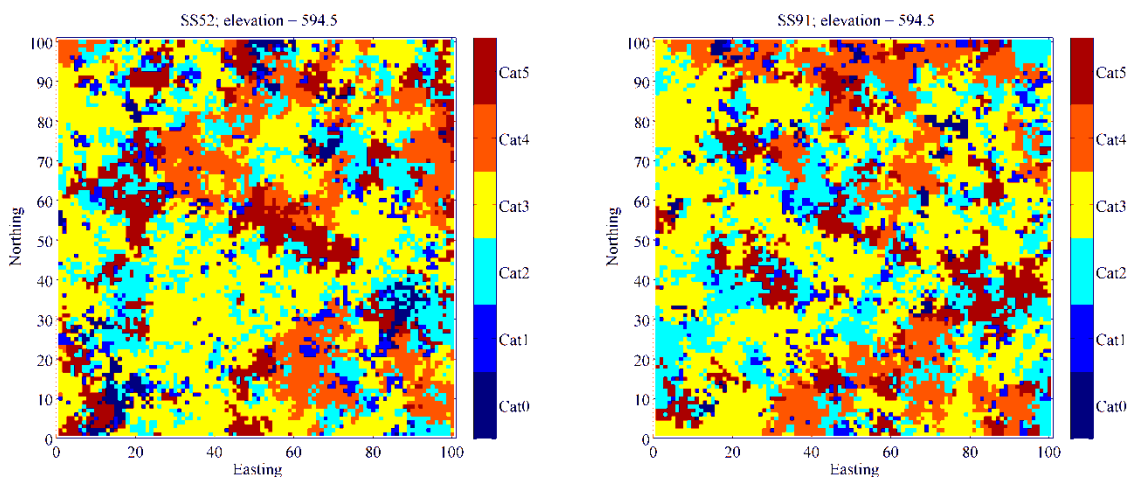 SS52; elevation = 594.5
100
90
80
70
60
50
40
30
20
10
0
Northing
0 20 40 60 80 100
Easting
Cat5
Cat4
Cat3
Cat2
Cat1
Cat0
SS91; elevation = 594.5
100
90
80
70
60
50
40
30
20
10
0
Northing
0 20 40 60 80 100
Easting
Cat5
Cat4
Cat3
Cat2
Cat1
Cat0